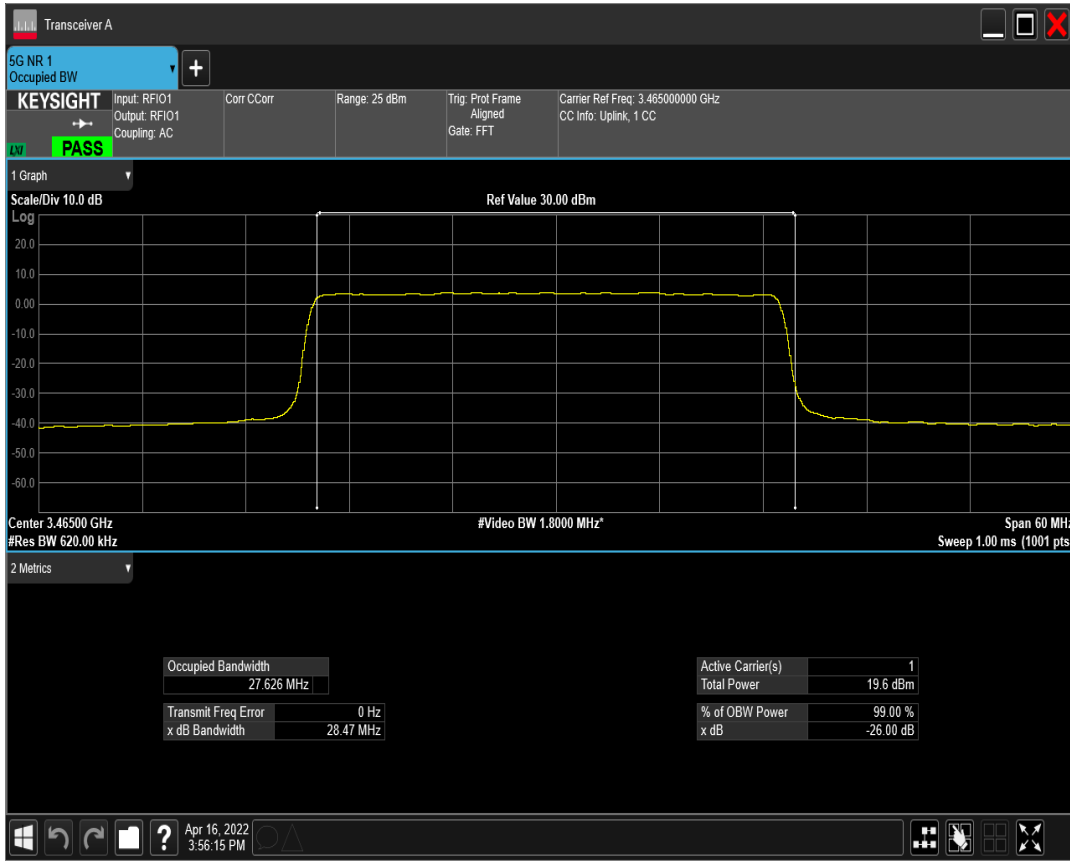 Transceiver A
5G NR 1
Occupied BW
KEYSIGHT
LXI
PASS
Input: RFIO1
Output: RFIO1
Coupling: AC
Corr CCorr
Range: 25 dBm
Trig: Prot Frame
Aligned
Gate: FFT
Carrier Ref Freq: 3.465000000 GHz
CC Info: Uplink, 1 CC
1 Graph
Scale/Div 10.0 dB
Ref Value 30.00 dBm
Log
20.0
10.0
0.00
-10.0
-20.0
-30.0
-40.0
-50.0
-60.0
Center 3.46500 GHz
#Video BW 1.8000 MHz*
Span 60 MHz
#Res BW 620.00 kHz
Sweep 1.00 ms (1001 pts
2 Metrics
Occupied Bandwidth
27.626 MHz
Transmit Freq Error 0 Hz
x dB Bandwidth 28.47 MHz
Active Carrier(s) 1
Total Power 19.6 dBm
% of OBW Power 99.00 %
x dB -26.00 dB
?
Apr 16, 2022
3:56:15 PM